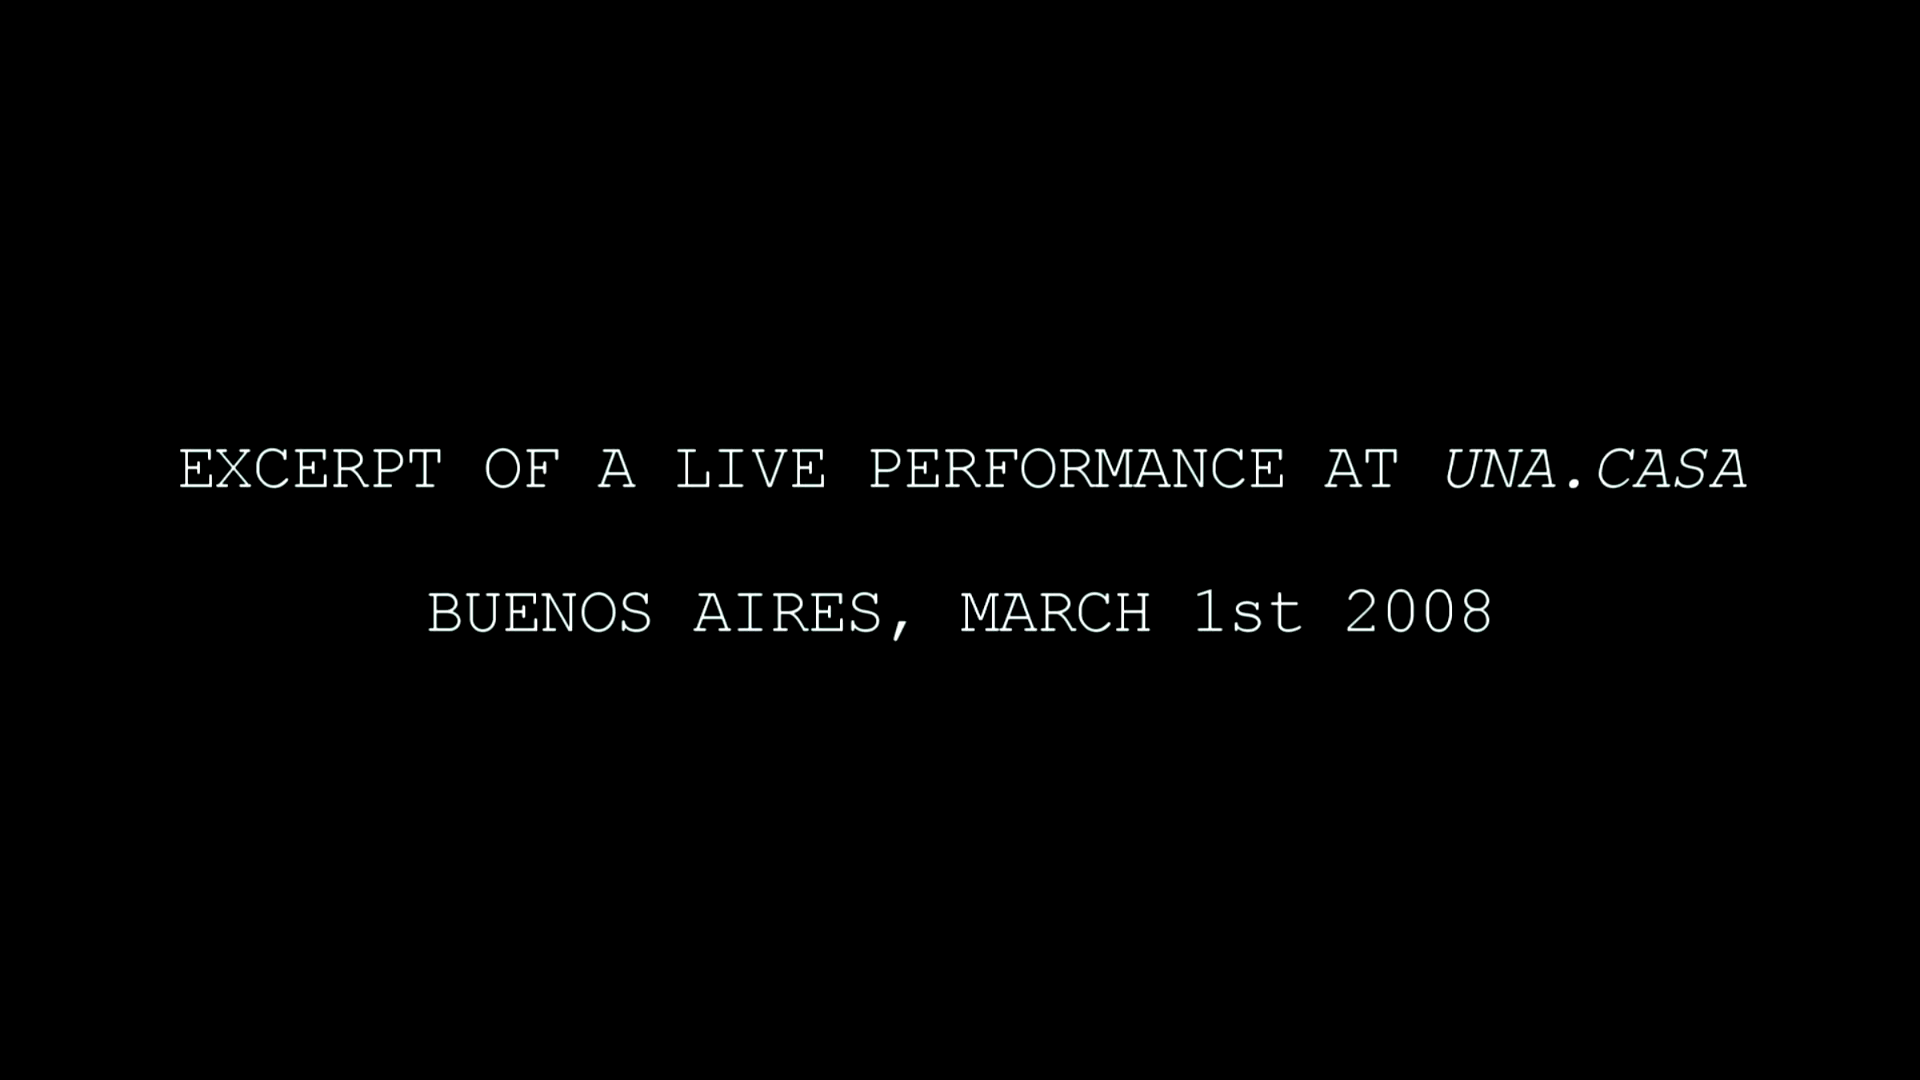 EXCERPT OF A LIVE PERFORMANCE AT UNA.CASA
BUENOS AIRES, MARCH 1st 2008